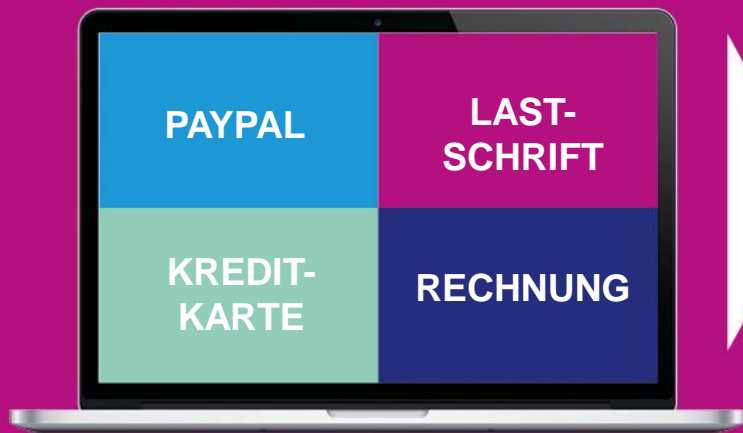 PAYPAL
LAST-
SCHRIFT
KREDIT-
KARTE
RECHNUNG